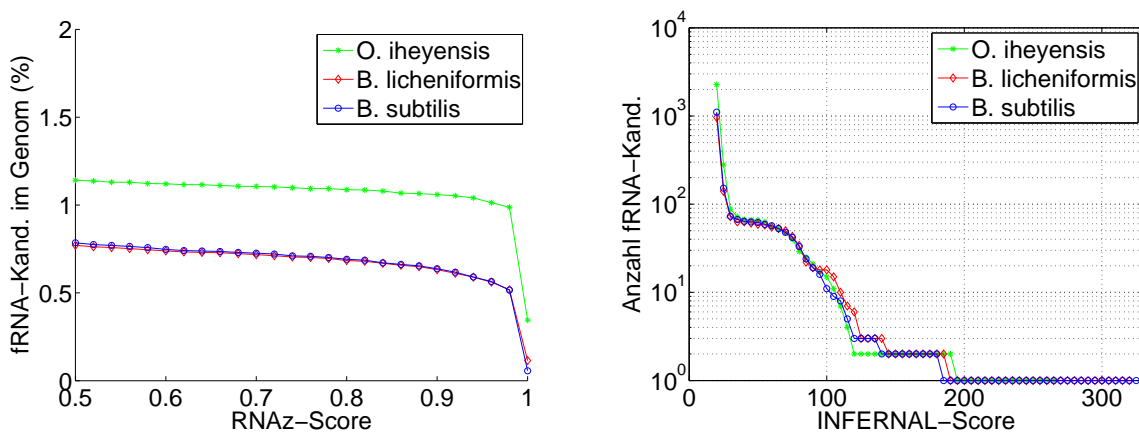 fRNA−Kand. im Genom (%)
2
1.5
1
0.5
0
0.5
0.6
0.7
0.8
0.9
1
RNAz−Score
O. iheyensis
B. licheniformis
B. subtilis
Anzahl fRNA−Kand.
10^4
10^3
10^2
10^1
10^0
0
100
200
300
INFERNAL−Score
O. iheyensis
B. licheniformis
B. subtilis